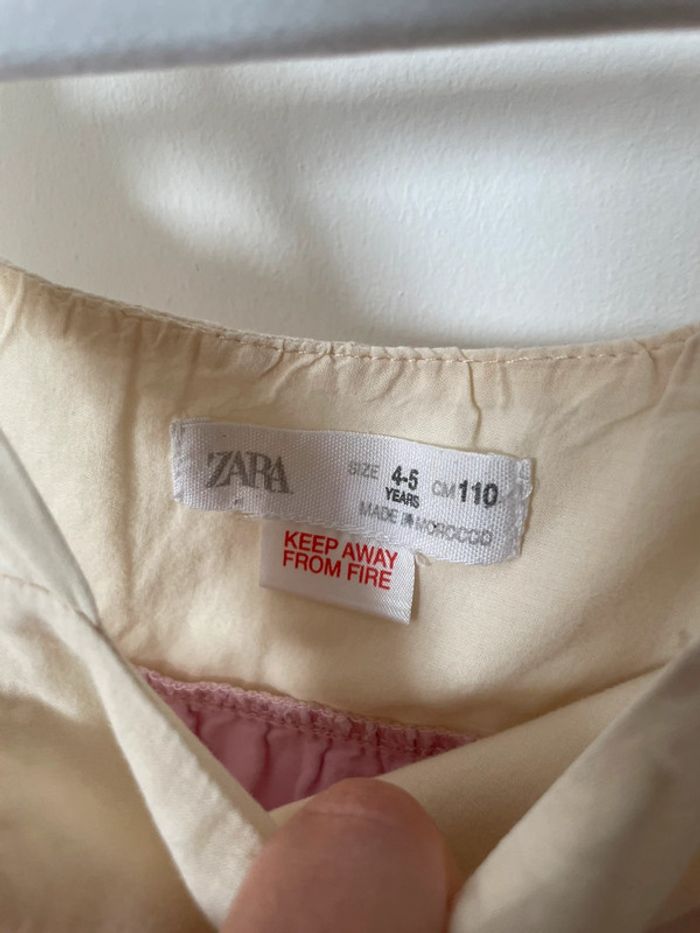 ZARA
SIZE 4-5 YEARS CM 110
MADE IN MOROCCO
KEEP AWAY
FROM FIRE